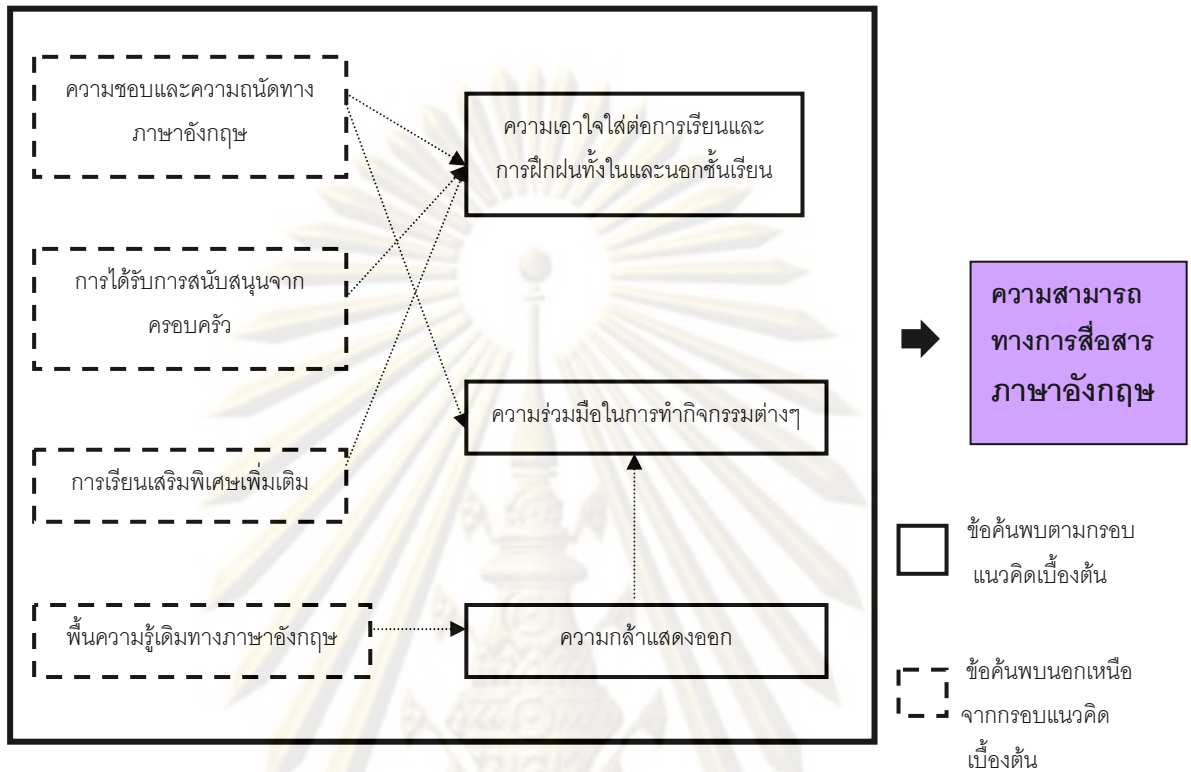 ความชอบและความถนัดทาง
ภาษาอังกฤษ
ความเอาใจใส่ต่อการเรียนและ
การฝึกฝนทั้งในและนอกชั้นเรียน
การได้รับการสนับสนุนจาก
ครอบครัว
ความร่วมมือในการทำกิจกรรมต่างๆ
การเรียนเสริมพิเศษเพิ่มเติม
พื้นความรู้เดิมทางภาษาอังกฤษ
ความกล้าแสดงออก
ความสามารถ
ทางการสื่อสาร
ภาษาอังกฤษ
ข้อค้นพบตามกรอบ
แนวคิดเบื้องต้น
ข้อค้นพบนอกเหนือ
จากกรอบแนวคิด
เบื้องต้น